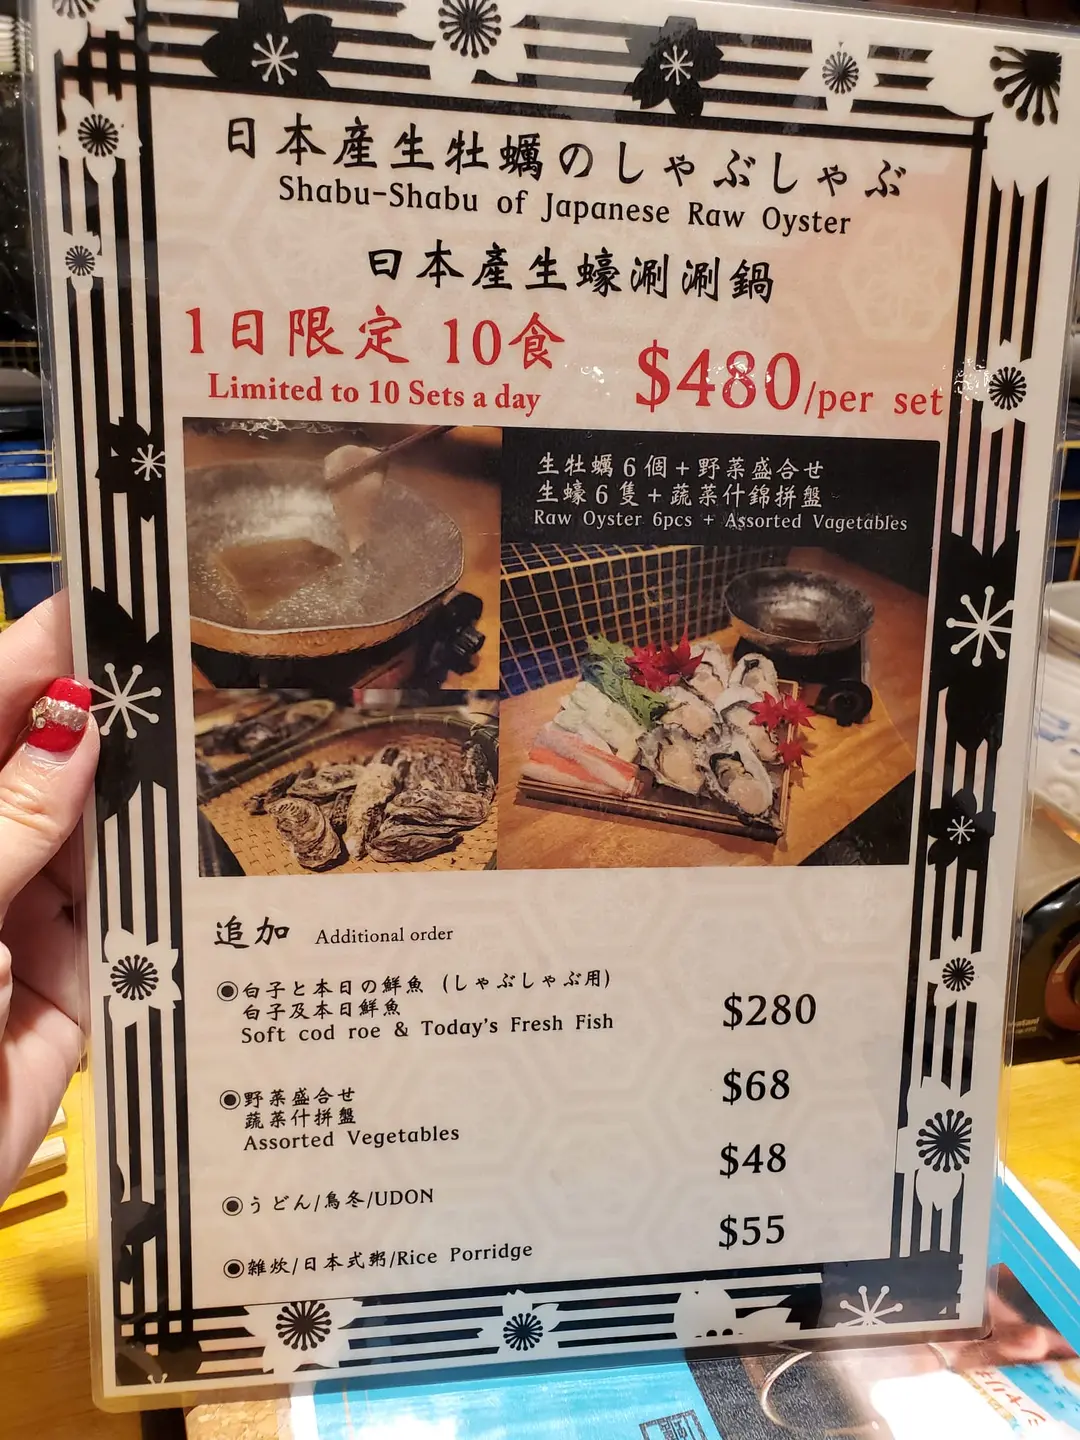 日本産生牡蠣のしゃぶしゃぶ
Shabu-Shabu of Japanese Raw Oyster
日本產生蠔涮涮鍋
1日限定 10食
Limited to 10 Sets a day
$480/per set
生牡蠣6個+野菜盛合せ
生蠔6隻+蔬菜什錦拼盤
Raw Oyster 6pcs + Assorted Vagetables
追加 Additional order
◉白子と本日の鮮魚 (しゃぶしゃぶ用)
白子及本日鮮魚
Soft cod roe & Today's Fresh Fish
$280
◉野菜盛合せ
蔬菜什拼盤
Assorted Vegetables
$68
◉うどん/烏冬/UDON
$48
◉雑炊/日本式粥/Rice Porridge
$55